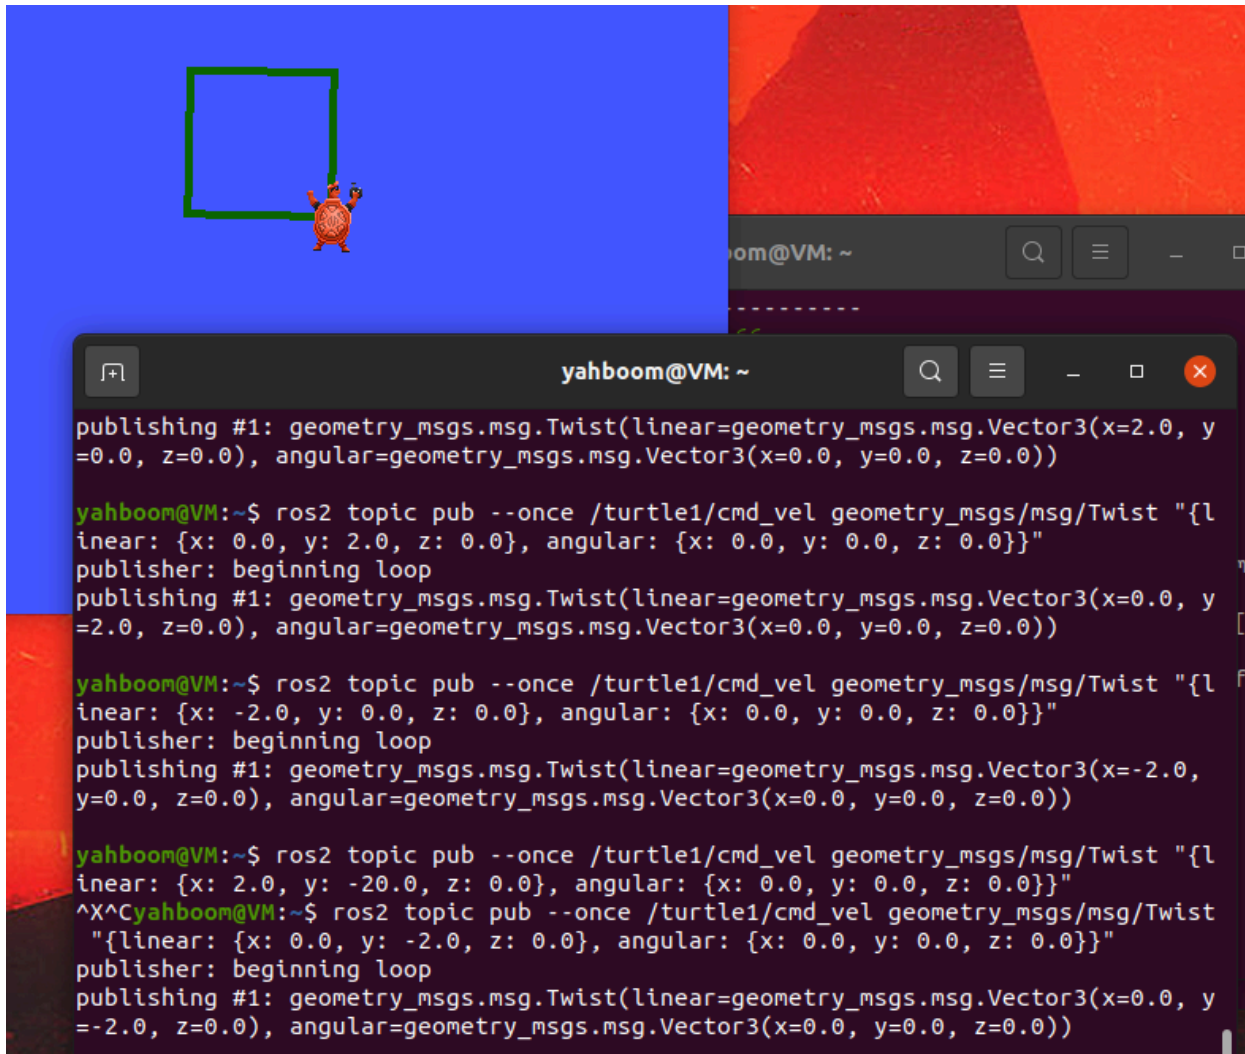 oom@VM: ~
----------
yahboom@VM: ~
publishing #1: geometry_msgs.msg.Twist(linear=geometry_msgs.msg.Vector3(x=2.0, y
=0.0, z=0.0), angular=geometry_msgs.msg.Vector3(x=0.0, y=0.0, z=0.0))
yahboom@VM:~$ ros2 topic pub --once /turtle1/cmd_vel geometry_msgs/msg/Twist "{l
inear: {x: 0.0, y: 2.0, z: 0.0}, angular: {x: 0.0, y: 0.0, z: 0.0}}"
publisher: beginning loop
publishing #1: geometry_msgs.msg.Twist(linear=geometry_msgs.msg.Vector3(x=0.0, y
=2.0, z=0.0), angular=geometry_msgs.msg.Vector3(x=0.0, y=0.0, z=0.0))
yahboom@VM:~$ ros2 topic pub --once /turtle1/cmd_vel geometry_msgs/msg/Twist "{l
inear: {x: -2.0, y: 0.0, z: 0.0}, angular: {x: 0.0, y: 0.0, z: 0.0}}"
publisher: beginning loop
publishing #1: geometry_msgs.msg.Twist(linear=geometry_msgs.msg.Vector3(x=-2.0,
y=0.0, z=0.0), angular=geometry_msgs.msg.Vector3(x=0.0, y=0.0, z=0.0))
yahboom@VM:~$ ros2 topic pub --once /turtle1/cmd_vel geometry_msgs/msg/Twist "{l
inear: {x: 2.0, y: -20.0, z: 0.0}, angular: {x: 0.0, y: 0.0, z: 0.0}}"
^X^Cyahboom@VM:~$ ros2 topic pub --once /turtle1/cmd_vel geometry_msgs/msg/Twist
 "{linear: {x: 0.0, y: -2.0, z: 0.0}, angular: {x: 0.0, y: 0.0, z: 0.0}}"
publisher: beginning loop
publishing #1: geometry_msgs.msg.Twist(linear=geometry_msgs.msg.Vector3(x=0.0, y
=-2.0, z=0.0), angular=geometry_msgs.msg.Vector3(x=0.0, y=0.0, z=0.0))